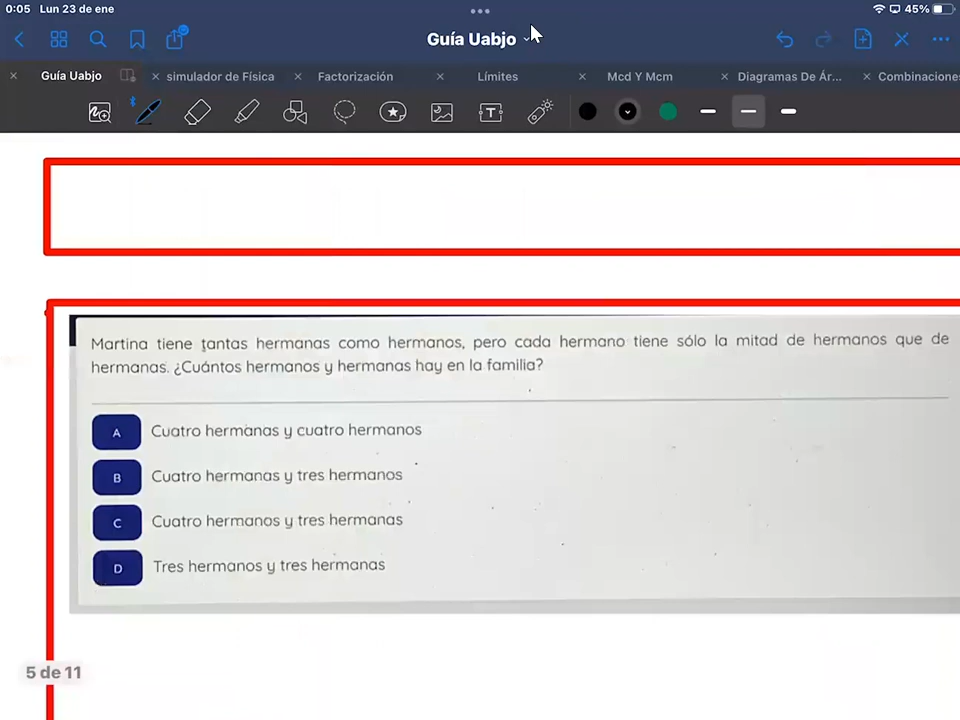 0:05 Lun 23 de ene
45%
Guía Uabjo
Guía Uabjo
simulador de Física
Factorización
Límites
Mcd Y Mcm
Diagramas De Ár...
Combinacione
Martina tiene tantas hermanas como hermanos, pero cada hermano tiene sólo la mitad de hermanos que de
hermanas. ¿Cuántos hermanos y hermanas hay en la familia?
A Cuatro hermanas y cuatro hermanos
B Cuatro hermanas y tres hermanos
C Cuatro hermanos y tres hermanas
D Tres hermanos y tres hermanas
5 de 11